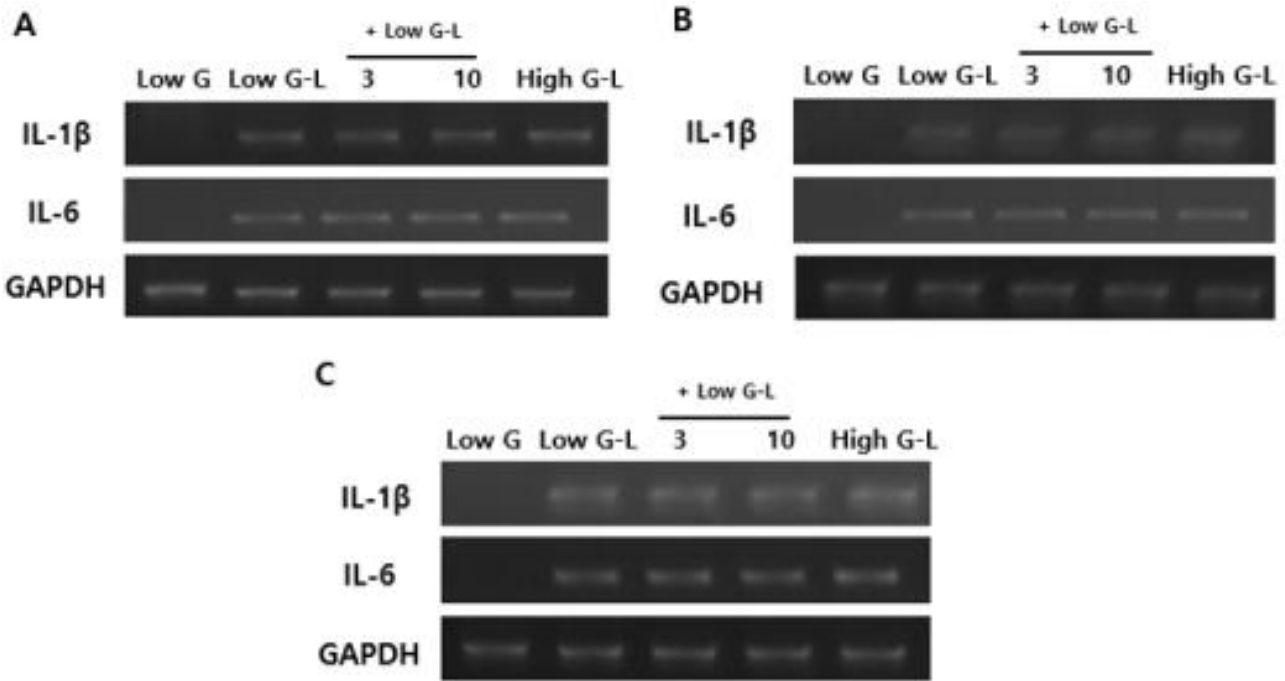 A
+ Low G-L
Low G Low G-L 3 10 High G-L
IL-1β
IL-6
GAPDH
B
+ Low G-L
Low G Low G-L 3 10 High G-L
IL-1β
IL-6
GAPDH
C
+ Low G-L
Low G Low G-L 3 10 High G-L
IL-1β
IL-6
GAPDH